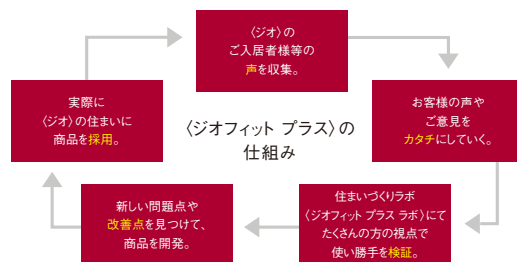 〈ジオ〉の
ご入居者様等の
声を収集。
お客様の声や
ご意見を
カタチにしていく。
住まいづくりラボ
〈ジオフィット プラス ラボ〉にて
たくさんの方の視点で
使い勝手を検証。
新しい問題点や
改善点を見つけて、
商品を開発。
実際に
〈ジオ〉の住まいに
商品を採用。
〈ジオフィット プラス〉の
仕組み